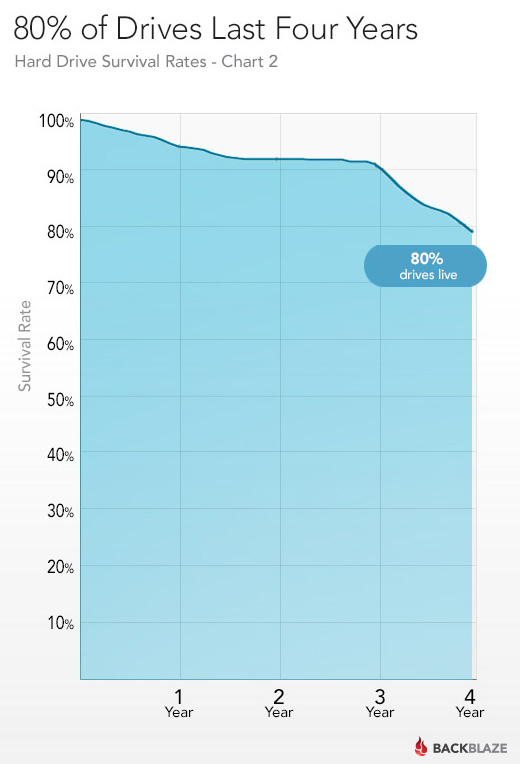 80% of Drives Last Four Years
Hard Drive Survival Rates - Chart 2
100%
90%
80%
80%
drives live
70%
Survival Rate
60%
50%
40%
30%
20%
10%
1 2 3 4
Year Year Year Year
BACKBLAZE